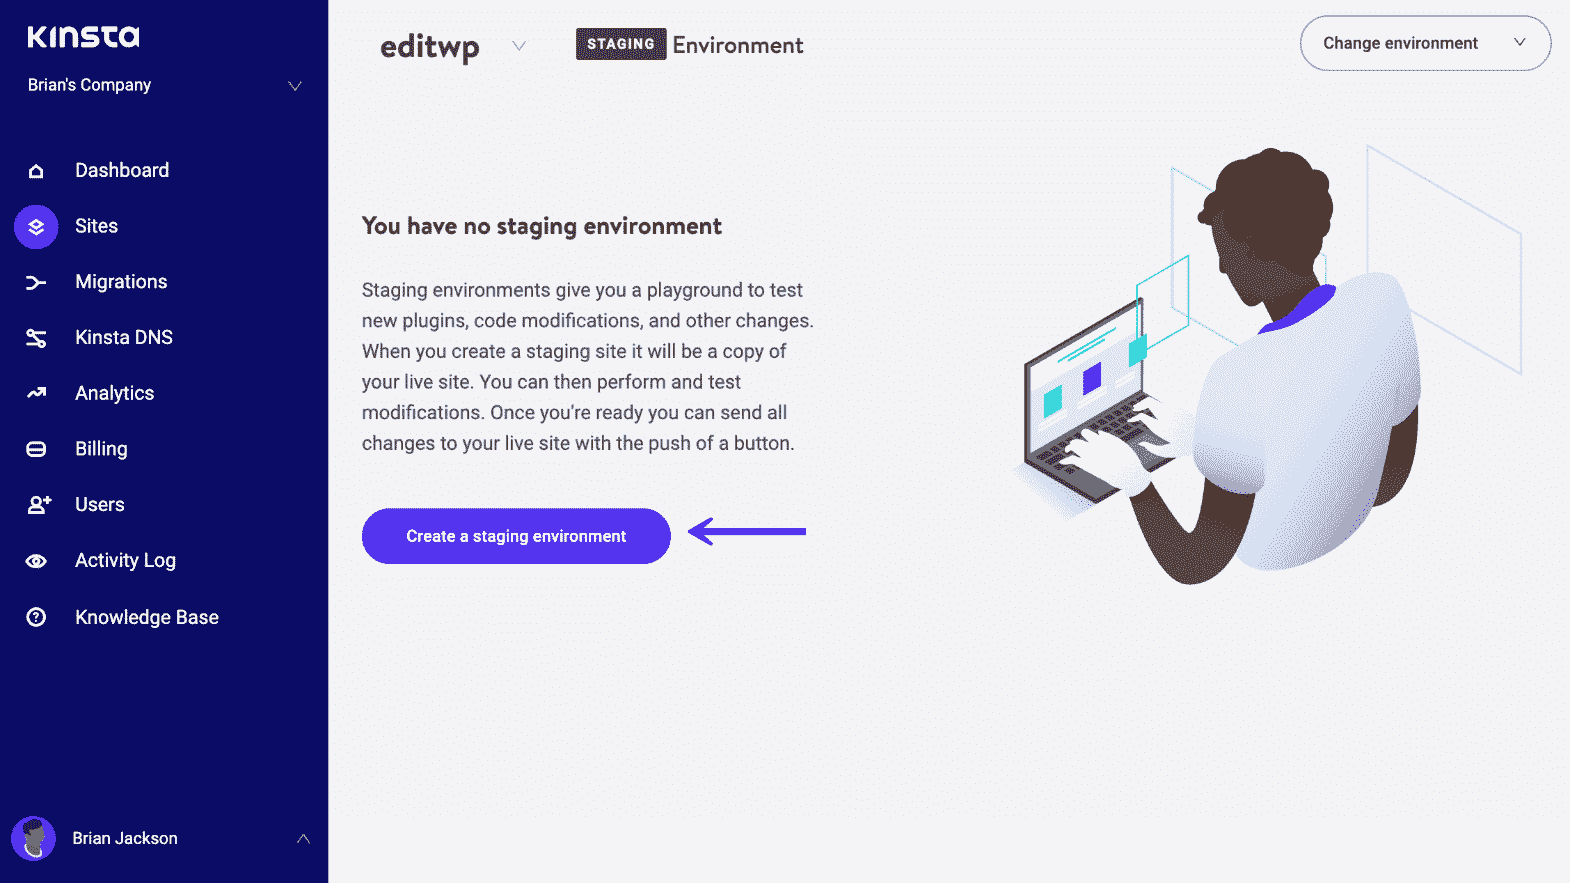 Kinsta
Brian's Company
Dashboard
Sites
Migrations
Kinsta DNS
Analytics
Billing
Users
Activity Log
Knowledge Base
Brian Jackson
editwp
STAGING Environment
Change environment
You have no staging environment
Staging environments give you a playground to test
new plugins, code modifications, and other changes.
When you create a staging site it will be a copy of
your live site. You can then perform and test
modifications. Once you're ready you can send all
changes to your live site with the push of a button.
Create a staging environment